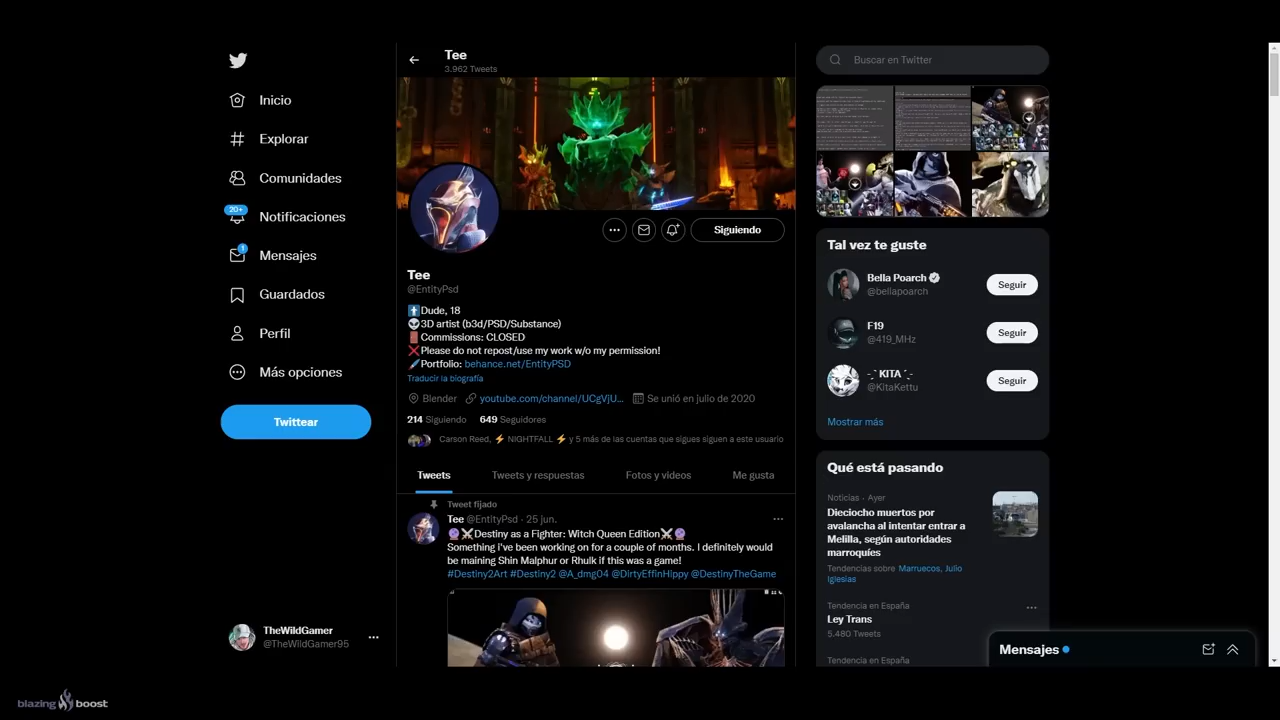 Tee
3.962 Tweets
Buscar en Twitter
Inicio
Explorar
Comunidades
20+
Notificaciones
1
Mensajes
Guardados
Perfil
Más opciones
Twittear
TheWildGamer
@TheWildGamer95
Siguiendo
Tee
@EntityPsd
Dude, 18
3D artist (b3d/PSD/Substance)
Commissions: CLOSED
Please do not repost/use my work w/o my permission!
Portfolio: behance.net/EntityPSD
Traducir la biografía
Blender youtube.com/channel/UCgVjU... Se unió en julio de 2020
214 Siguiendo 649 Seguidores
Carson Reed, ⚡ NIGHTFALL ⚡ y 5 más de las cuentas que sigues siguen a este usuario
Tweets Tweets y respuestas Fotos y videos Me gusta
Tweet fijado
Tee @EntityPsd · 25 jun.
🔮⚔Destiny as a Fighter: Witch Queen Edition⚔🔮
Something I've been working on for a couple of months. I definitely would
be maining Shin Malphur or Rhulk if this was a game!
#Destiny2Art #Destiny2 @A_dmg04 @DirtyEffinHippy @DestinyTheGame
Tal vez te guste
Bella Poarch
@bellapoarch
Seguir
F19
@419_MHz
Seguir
-ˏˋ KITA ˊˎ-
@KitaKettu
Seguir
Mostrar más
Qué está pasando
Noticias · Ayer
Dieciocho muertos por
avalancha al intentar entrar a
Melilla, según autoridades
marroquíes
Tendencias sobre Marruecos, Julio
Iglesias
Tendencia en España
Ley Trans
5.480 Tweets
Tendencia en España
Mensajes
blazing boost